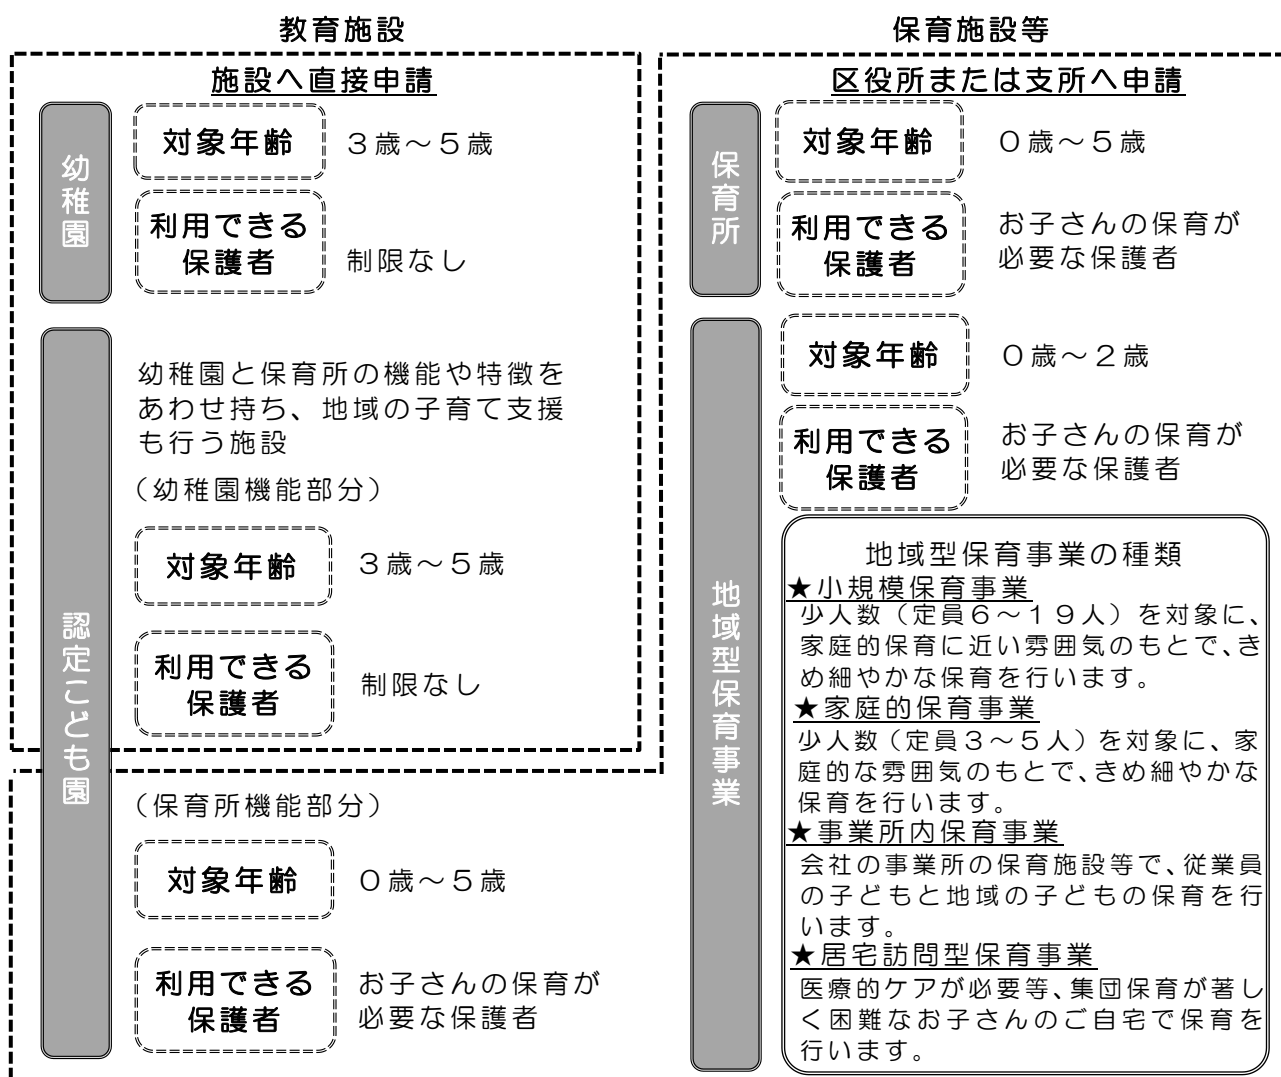 教育施設
施設へ直接申請
幼稚園
対象年齢
３歳～５歳
利用できる
保護者
制限なし
認定こども園
幼稚園と保育所の機能や特徴を
あわせ持ち、地域の子育て支援
も行う施設
（幼稚園機能部分）
対象年齢
３歳～５歳
利用できる
保護者
制限なし
（保育所機能部分）
対象年齢
０歳～５歳
利用できる
保護者
お子さんの保育が
必要な保護者
保育施設等
区役所または支所へ申請
保育所
対象年齢
０歳～５歳
利用できる
保護者
お子さんの保育が
必要な保護者
地域型保育事業
対象年齢
０歳～２歳
利用できる
保護者
お子さんの保育が
必要な保護者
地域型保育事業の種類
★小規模保育事業
少人数（定員６～１９人）を対象に、
家庭的保育に近い雰囲気のもとで、き
め細やかな保育を行います。
★家庭的保育事業
少人数（定員３～５人）を対象に、家
庭的な雰囲気のもとで、きめ細やかな
保育を行います。
★事業所内保育事業
会社の事業所の保育施設等で、従業員
の子どもと地域の子どもの保育を行
います。
★居宅訪問型保育事業
医療的ケアが必要等、集団保育が著し
く困難なお子さんのご自宅で保育を
行います。